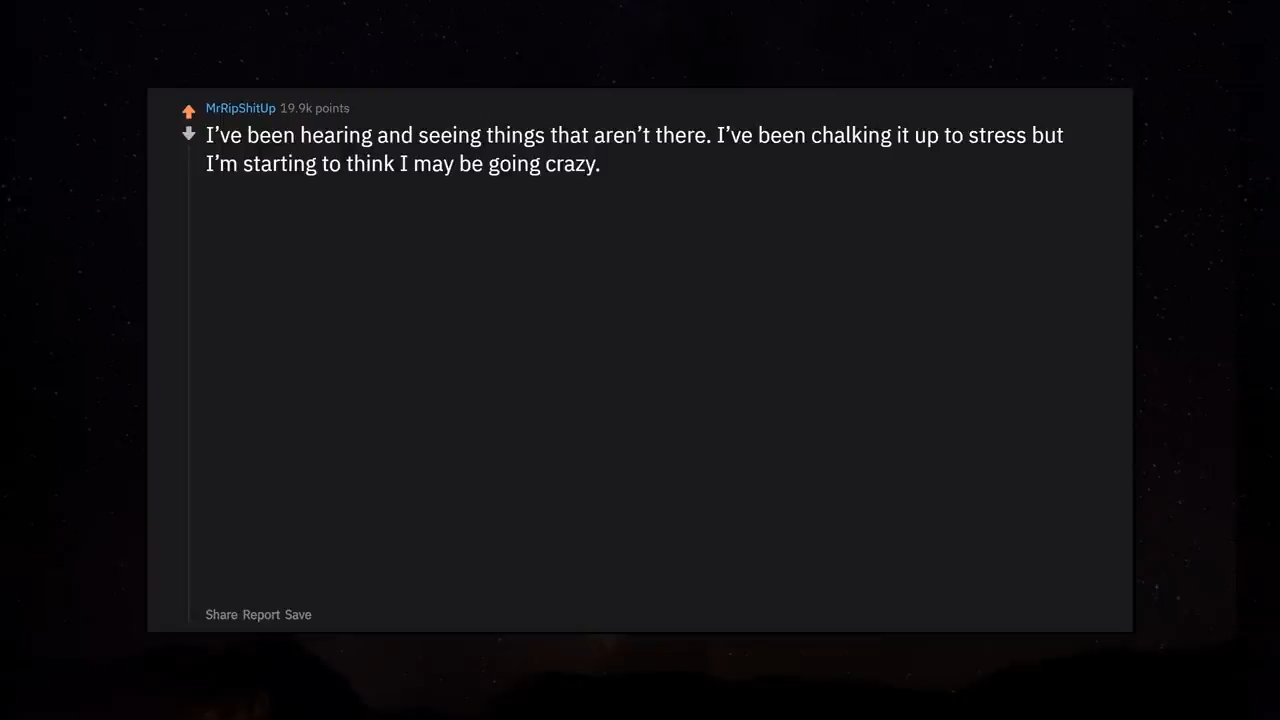 MrRipShitUp 19.9k points
I’ve been hearing and seeing things that aren’t there. I’ve been chalking it up to stress but
I’m starting to think I may be going crazy.
Share Report Save